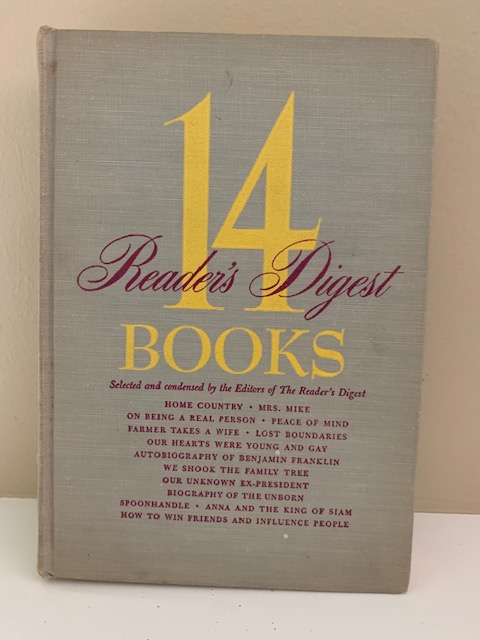 14
Reader's Digest
BOOKS
Selected and condensed by the Editors of The Reader's Digest
HOME COUNTRY • MRS. MIKE
ON BEING A REAL PERSON • PEACE OF MIND
FARMER TAKES A WIFE • LOST BOUNDARIES
OUR HEARTS WERE YOUNG AND GAY
AUTOBIOGRAPHY OF BENJAMIN FRANKLIN
WE SHOOK THE FAMILY TREE
OUR UNKNOWN EX-PRESIDENT
BIOGRAPHY OF THE UNBORN
SPOONHANDLE • ANNA AND THE KING OF SIAM
HOW TO WIN FRIENDS AND INFLUENCE PEOPLE